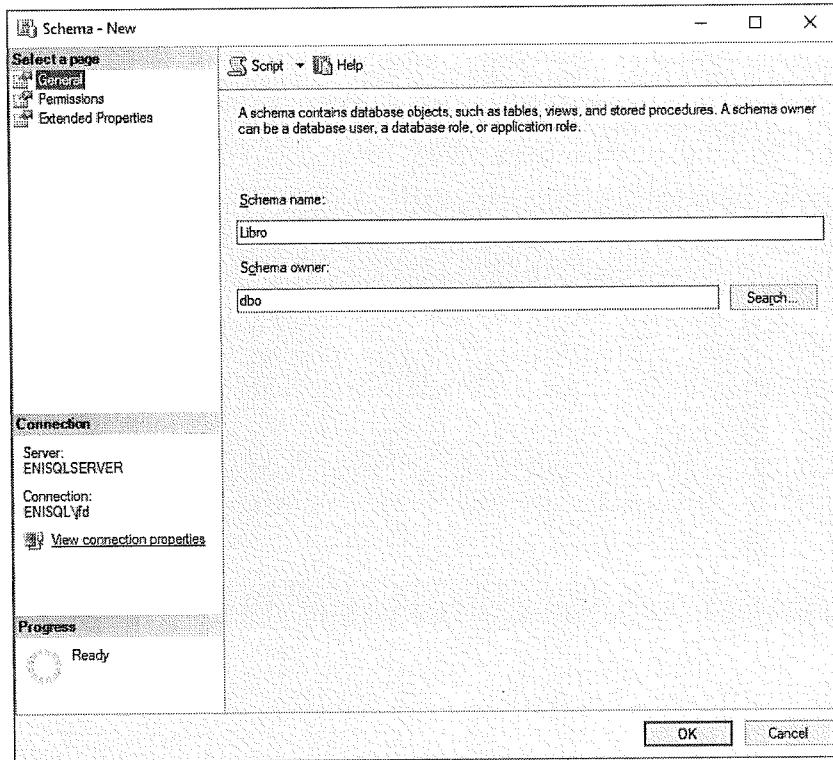 Schema - New
Select a page
General
Permissions
Extended Properties
Script
Help
A schema contains database objects, such as tables, views, and stored procedures. A schema owner
can be a database user, a database role, or application role.
Schema name:
Libro
Schema owner:
dbo
Search...
Connection
Server:
ENISQLSERVER
Connection:
ENISQL\jfd
View connection properties
Progress
Ready
OK
Cancel